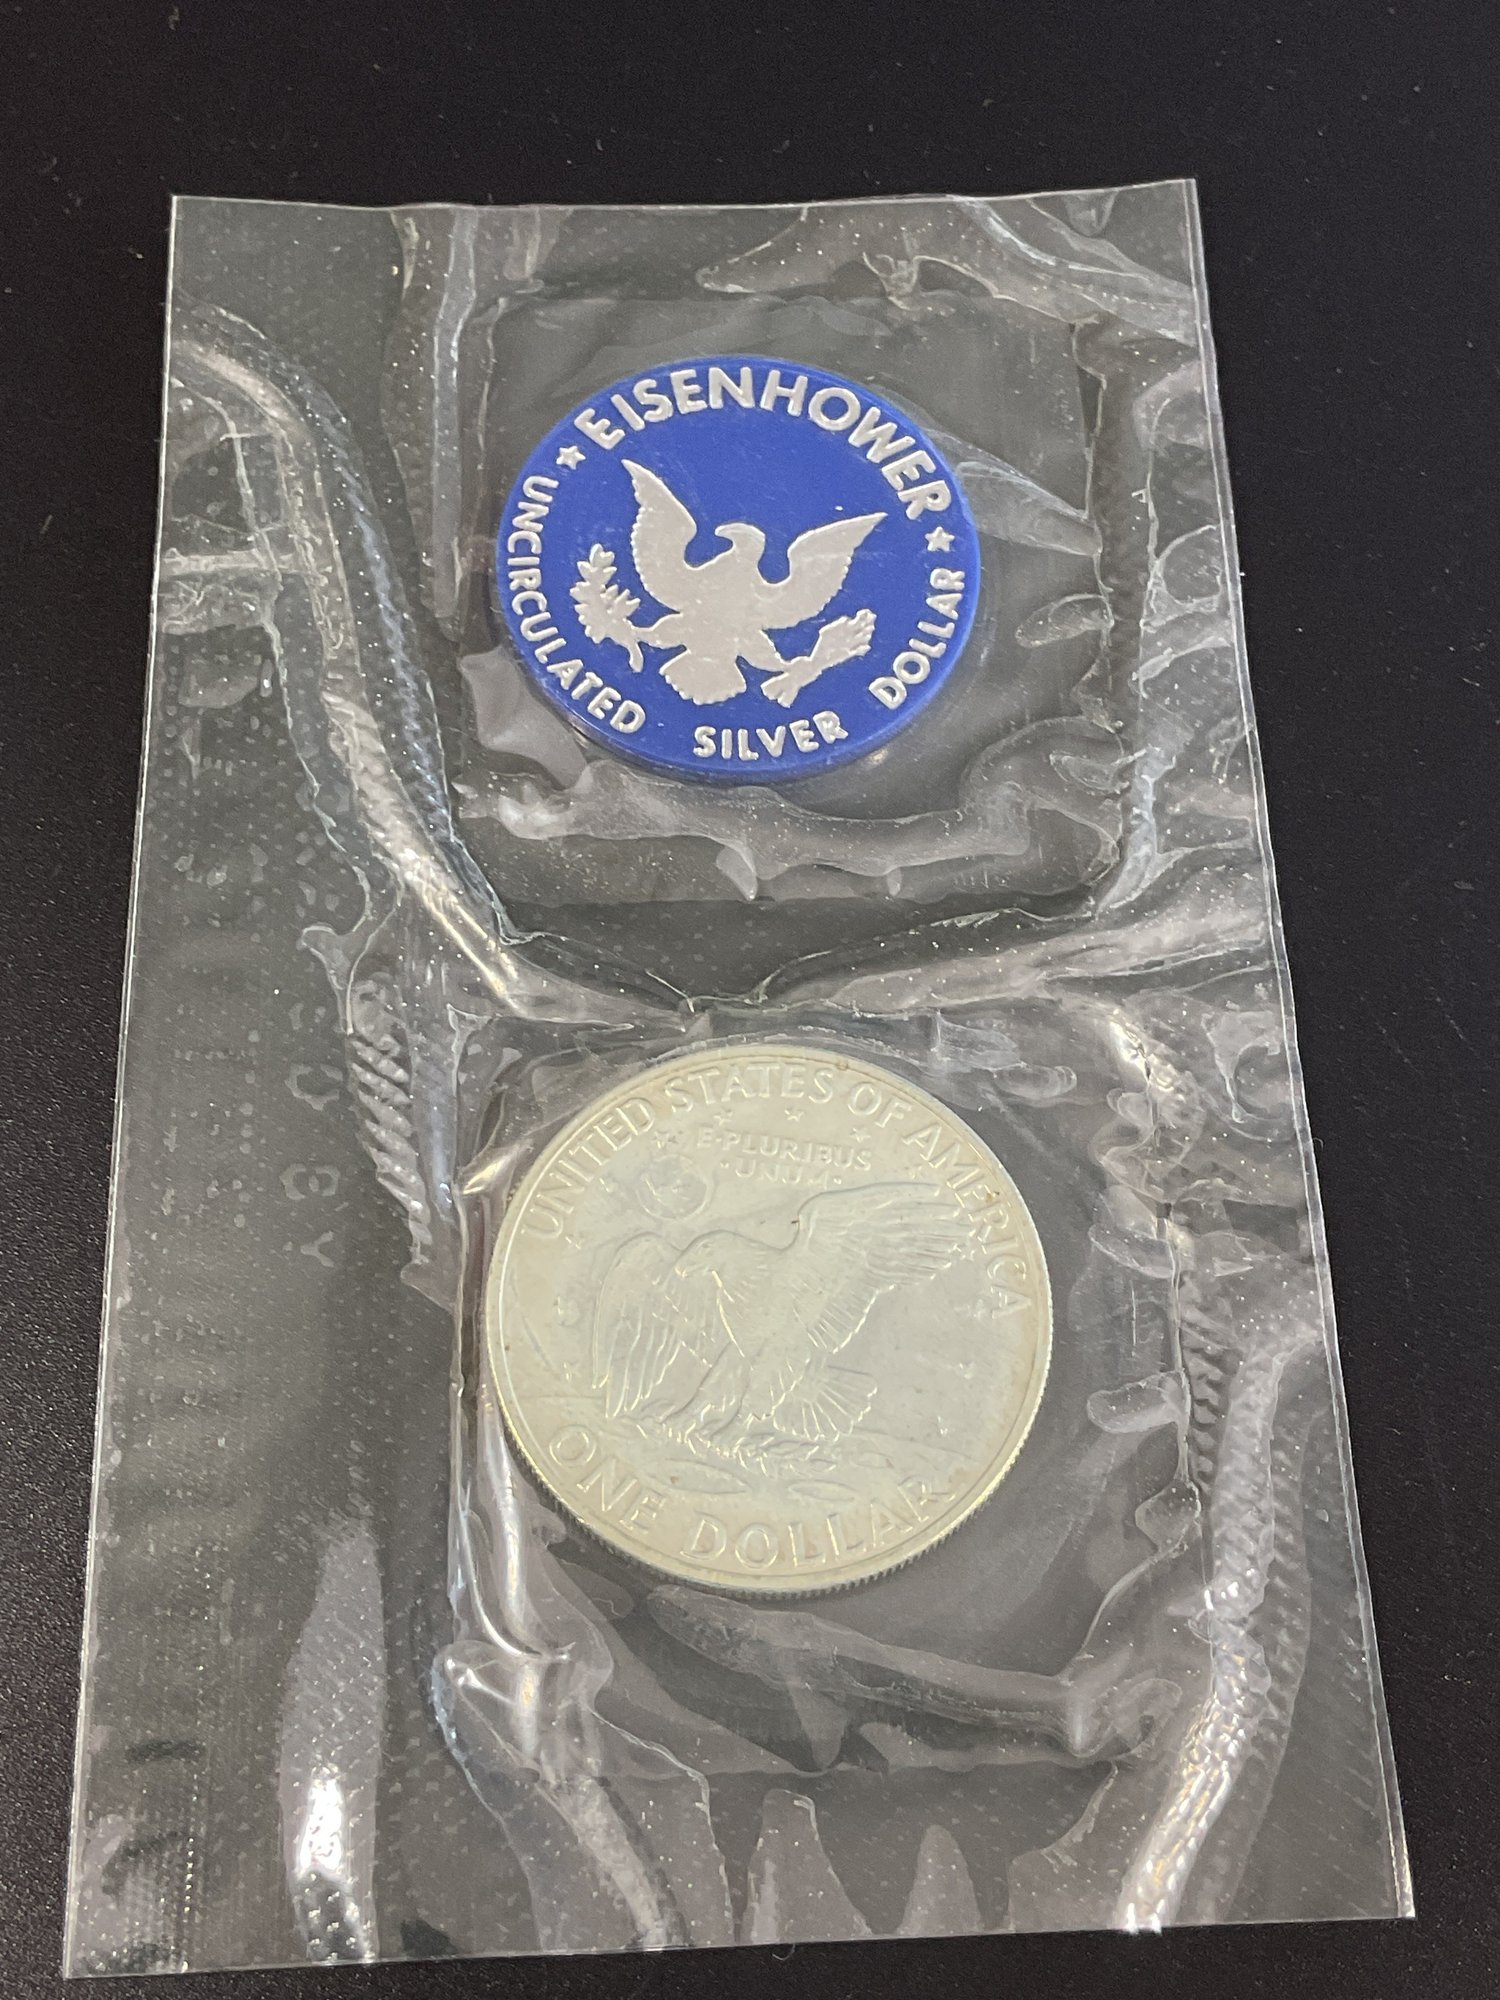 ★ EISENHOWER ★
UNCIRCULATED SILVER DOLLAR
UNITED STATES OF AMERICA
E·PLURIBUS
·UNUM·
ONE DOLLAR